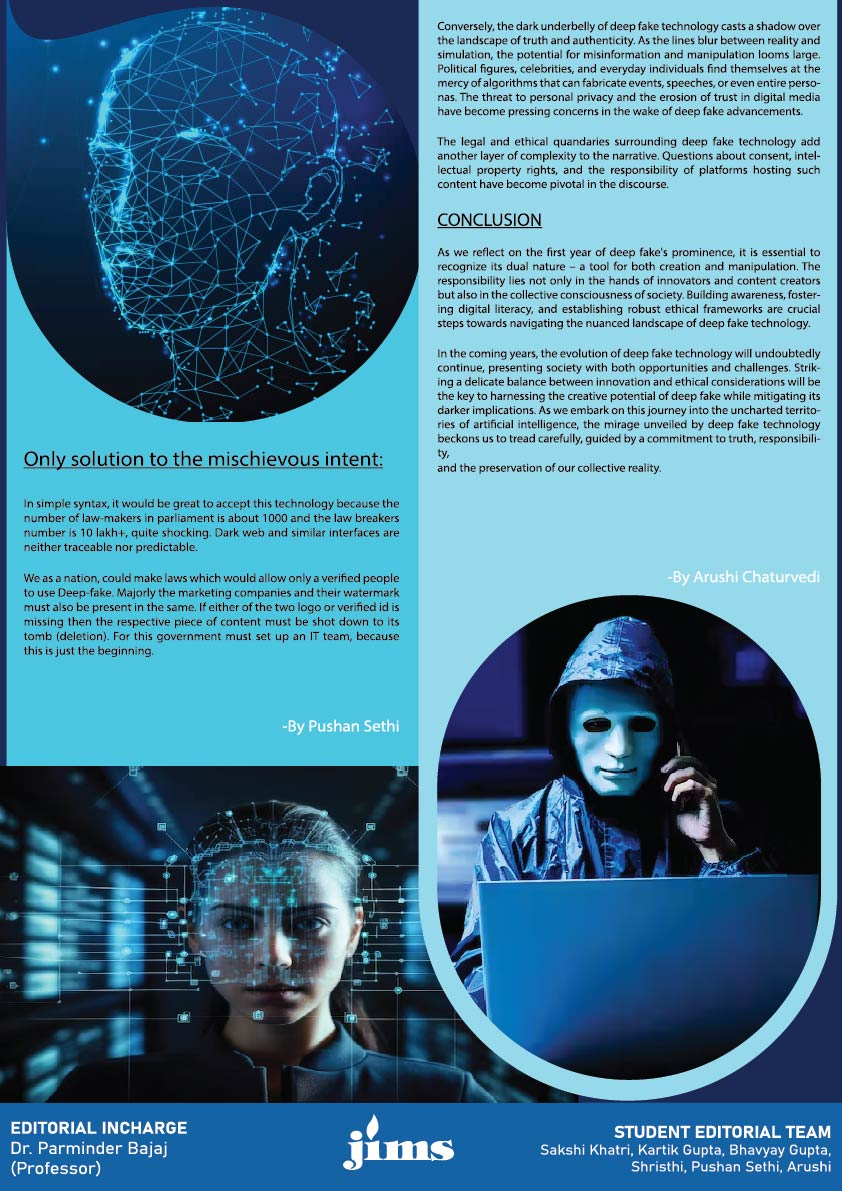 Only solution to the mischievous intent:
In simple syntax, it would be great to accept this technology because the
number of law-makers in parliament is about 1000 and the law breakers
number is 10 lakh+, quite shocking. Dark web and similar interfaces are
neither traceable nor predictable.
We as a nation, could make laws which would allow only a verified people
to use Deep-fake. Majorly the marketing companies and their watermark
must also be present in the same. If either of the two logo or verified id is
missing then the respective piece of content must be shot down to its
tomb (deletion). For this government must set up an IT team, because
this is just the beginning.
-By Pushan Sethi
Conversely, the dark underbelly of deep fake technology casts a shadow over
the landscape of truth and authenticity. As the lines blur between reality and
simulation, the potential for misinformation and manipulation looms large.
Political figures, celebrities, and everyday individuals find themselves at the
mercy of algorithms that can fabricate events, speeches, or even entire perso-
nas. The threat to personal privacy and the erosion of trust in digital media
have become pressing concerns in the wake of deep fake advancements.
The legal and ethical quandaries surrounding deep fake technology add
another layer of complexity to the narrative. Questions about consent, intel-
lectual property rights, and the responsibility of platforms hosting such
content have become pivotal in the discourse.
CONCLUSION
As we reflect on the first year of deep fake's prominence, it is essential to
recognize its dual nature – a tool for both creation and manipulation. The
responsibility lies not only in the hands of innovators and content creators
but also in the collective consciousness of society. Building awareness, foster-
ing digital literacy, and establishing robust ethical frameworks are crucial
steps towards navigating the nuanced landscape of deep fake technology.
In the coming years, the evolution of deep fake technology will undoubtedly
continue, presenting society with both opportunities and challenges. Strik-
ing a delicate balance between innovation and ethical considerations will be
the key to harnessing the creative potential of deep fake while mitigating its
darker implications. As we embark on this journey into the uncharted territo-
ries of artificial intelligence, the mirage unveiled by deep fake technology
beckons us to tread carefully, guided by a commitment to truth, responsibili-
ty,
and the preservation of our collective reality.
-By Arushi Chaturvedi
EDITORIAL INCHARGE
Dr. Parminder Bajaj
(Professor)
jims
STUDENT EDITORIAL TEAM
Sakshi Khatri, Kartik Gupta, Bhavyay Gupta,
Shristhi, Pushan Sethi, Arushi